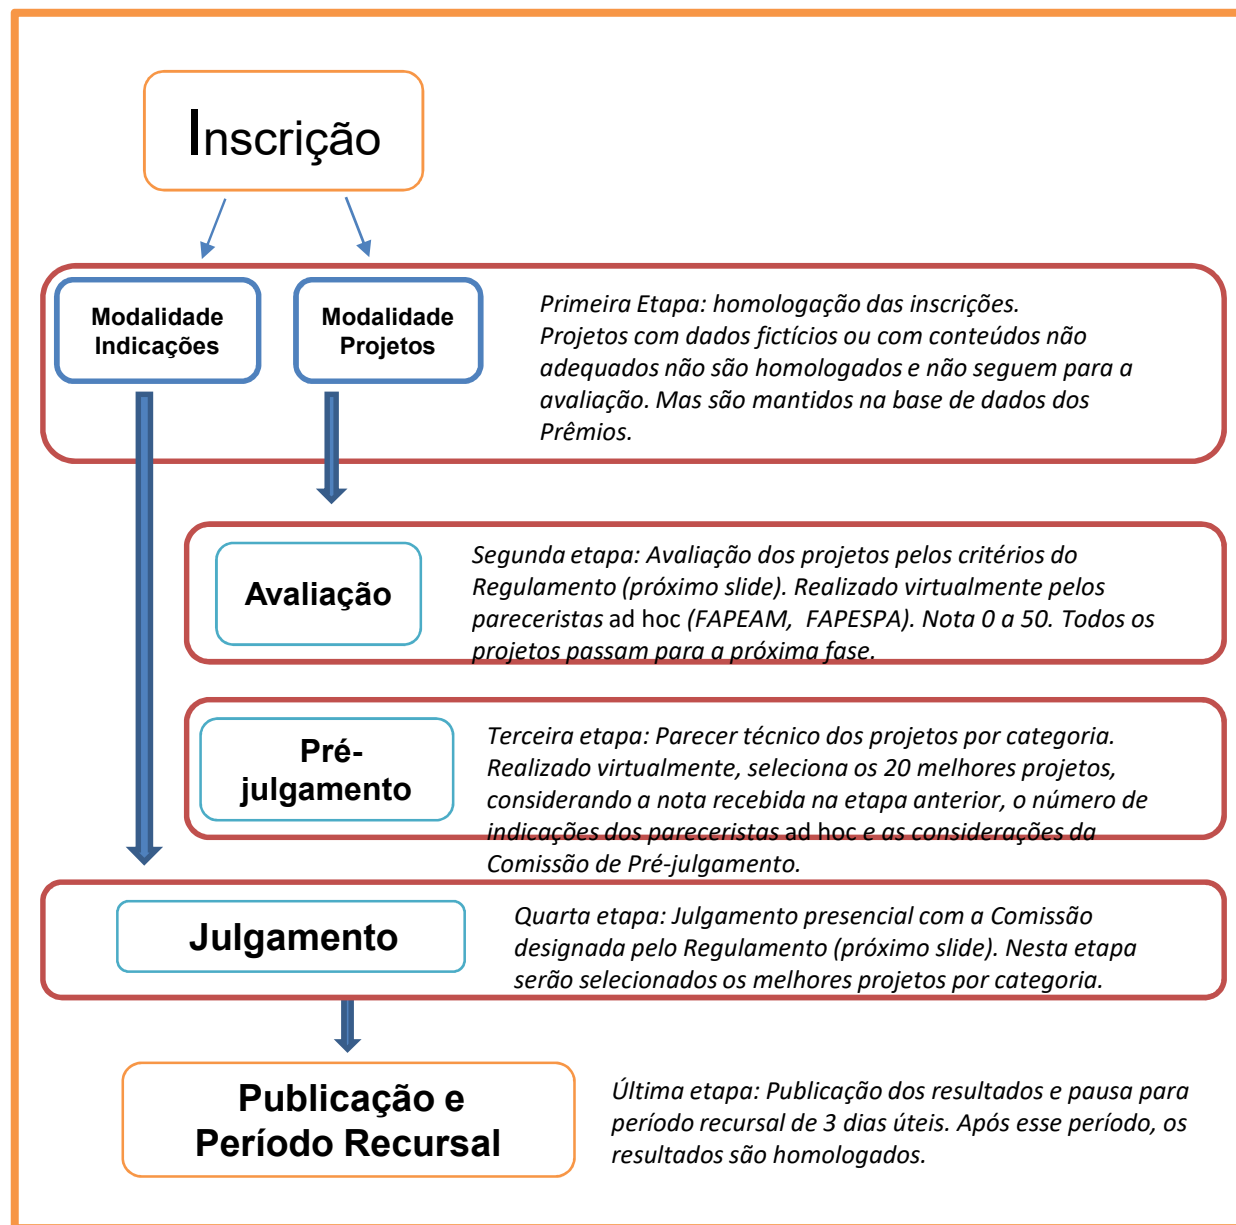 Inscrição
Modalidade
Indicações
Modalidade
Projetos
Primeira Etapa: homologação das inscrições.
Projetos com dados fictícios ou com conteúdos não
adequados não são homologados e não seguem para a
avaliação. Mas são mantidos na base de dados dos
Prêmios.
Avaliação
Segunda etapa: Avaliação dos projetos pelos critérios do
Regulamento (próximo slide). Realizado virtualmente pelos
pareceristas ad hoc (FAPEAM, FAPESPA). Nota 0 a 50. Todos os
projetos passam para a próxima fase.
Pré-
julgamento
Terceira etapa: Parecer técnico dos projetos por categoria.
Realizado virtualmente, seleciona os 20 melhores projetos,
considerando a nota recebida na etapa anterior, o número de
indicações dos pareceristas ad hoc e as considerações da
Comissão de Pré-julgamento.
Julgamento
Quarta etapa: Julgamento presencial com a Comissão
designada pelo Regulamento (próximo slide). Nesta etapa
serão selecionados os melhores projetos por categoria.
Publicação e
Período Recursal
Última etapa: Publicação dos resultados e pausa para
período recursal de 3 dias úteis. Após esse período, os
resultados são homologados.